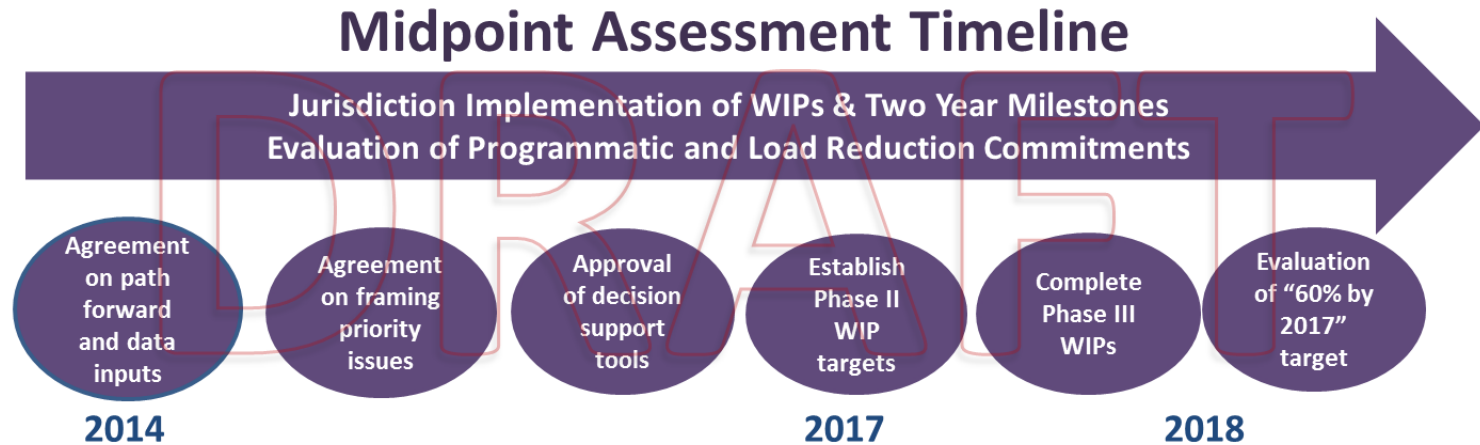 Midpoint Assessment Timeline
Jurisdiction Implementation of WIPs & Two Year Milestones
Evaluation of Programmatic and Load Reduction Commitments
DRAFT
Agreement
on path
forward
and data
inputs
Agreement
on framing
priority
issues
Approval
of decision
support
tools
Establish
Phase II
WIP
targets
Complete
Phase III
WIPs
Evaluation
of “60% by
2017”
target
2014
2017
2018